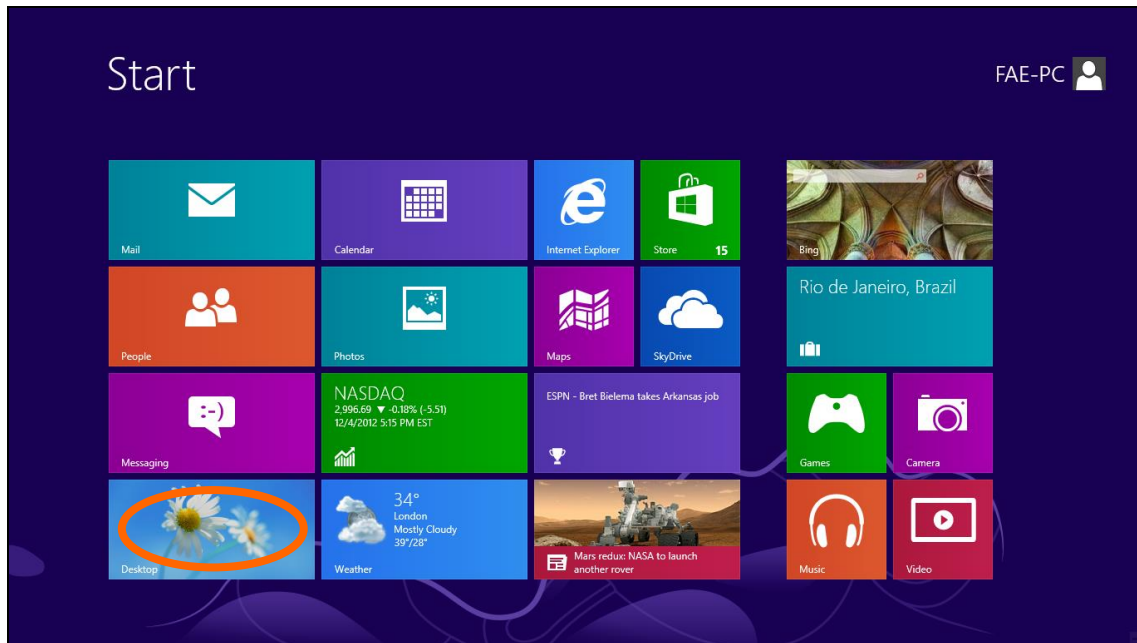 Start
FAE-PC
Mail
Calendar
Internet Explorer
Store 15
Bing
People
Photos
Maps
SkyDrive
Rio de Janeiro, Brazil
Messaging
NASDAQ
2,996.69 ▼ -0.18% (-5.51)
12/4/2012 5:15 PM EST
ESPN - Bret Bielema takes Arkansas job
Games
Camera
Desktop
34°
London
Mostly Cloudy
39°/28°
Weather
Mars redux: NASA to launch
another rover
Music
Video